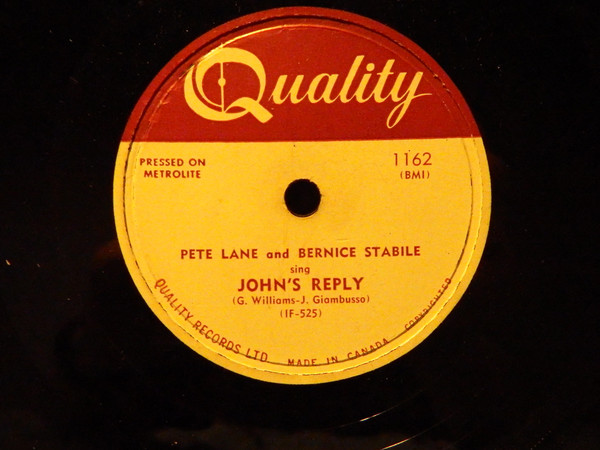 Quality
PRESSED ON
METROLITE
1162
(BMI)
PETE LANE and BERNICE STABILE
sing
JOHN'S REPLY
(G. Williams-J. Giambusso)
(IF-525)
QUALITY RECORDS LTD MADE IN CANADA COPYRIGHTED